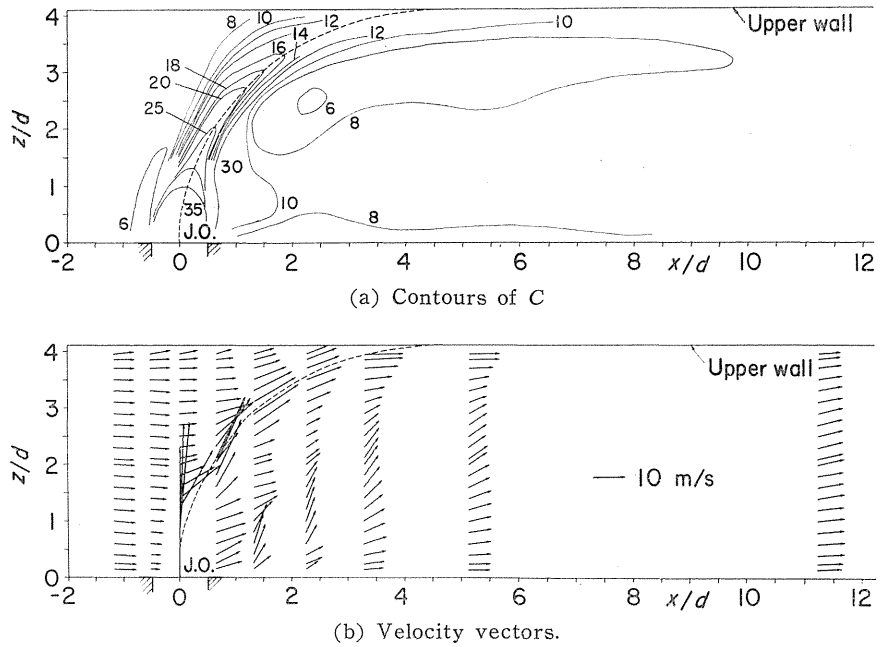 8 10 12 10 Upper wall
4
16 14 12
18
3
20
z/d
25
6
8
2
30
1
10
35
8
6
J.O.
0
-2 0 2 4 6 8 x/d 10 12
(a) Contours of C
4
Upper wall
3
z/d
2
10 m/s
1
J.O.
0
-2 0 2 4 6 8 x/d 10 12
(b) Velocity vectors.